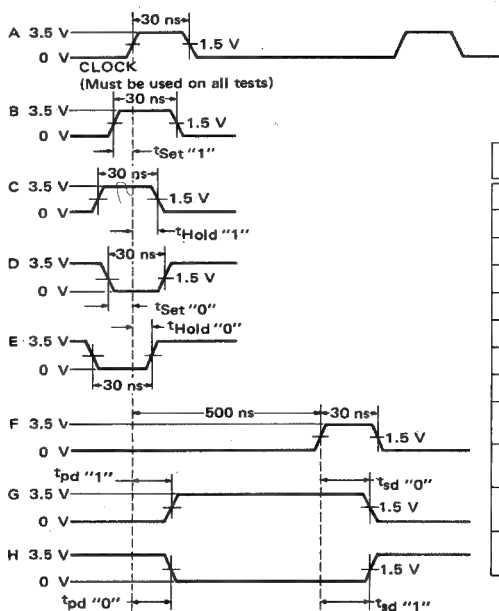 30 ns
A 3.5 V
1.5 V
0 V
CLOCK
(Must be used on all tests)
30 ns
B 3.5 V
1.5 V
0 V
tSet "1"
30 ns
C 3.5 V
1.5 V
0 V
tHold "1"
30 ns
D 3.5 V
1.5 V
0 V
tSet "0"
tHold "0"
E 3.5 V
0 V
30 ns
500 ns
30 ns
F 3.5 V
1.5 V
0 V
tpd "1"
tsd "0"
G 3.5 V
1.5 V
0 V
H 3.5 V
1.5 V
0 V
tpd "0"
tsd "1"